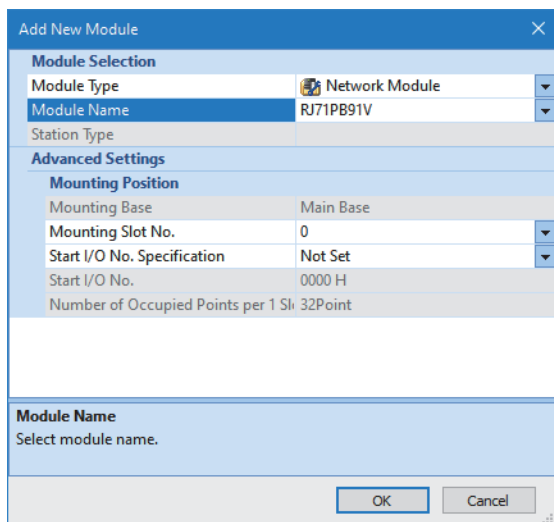 Add New Module
Module Selection
Module Type Network Module
Module Name RJ71PB91V
Station Type
Advanced Settings
Mounting Position
Mounting Base Main Base
Mounting Slot No. 0
Start I/O No. Specification Not Set
Start I/O No. 0000 H
Number of Occupied Points per 1 Sl 32Point
Module Name
Select module name.
OK Cancel